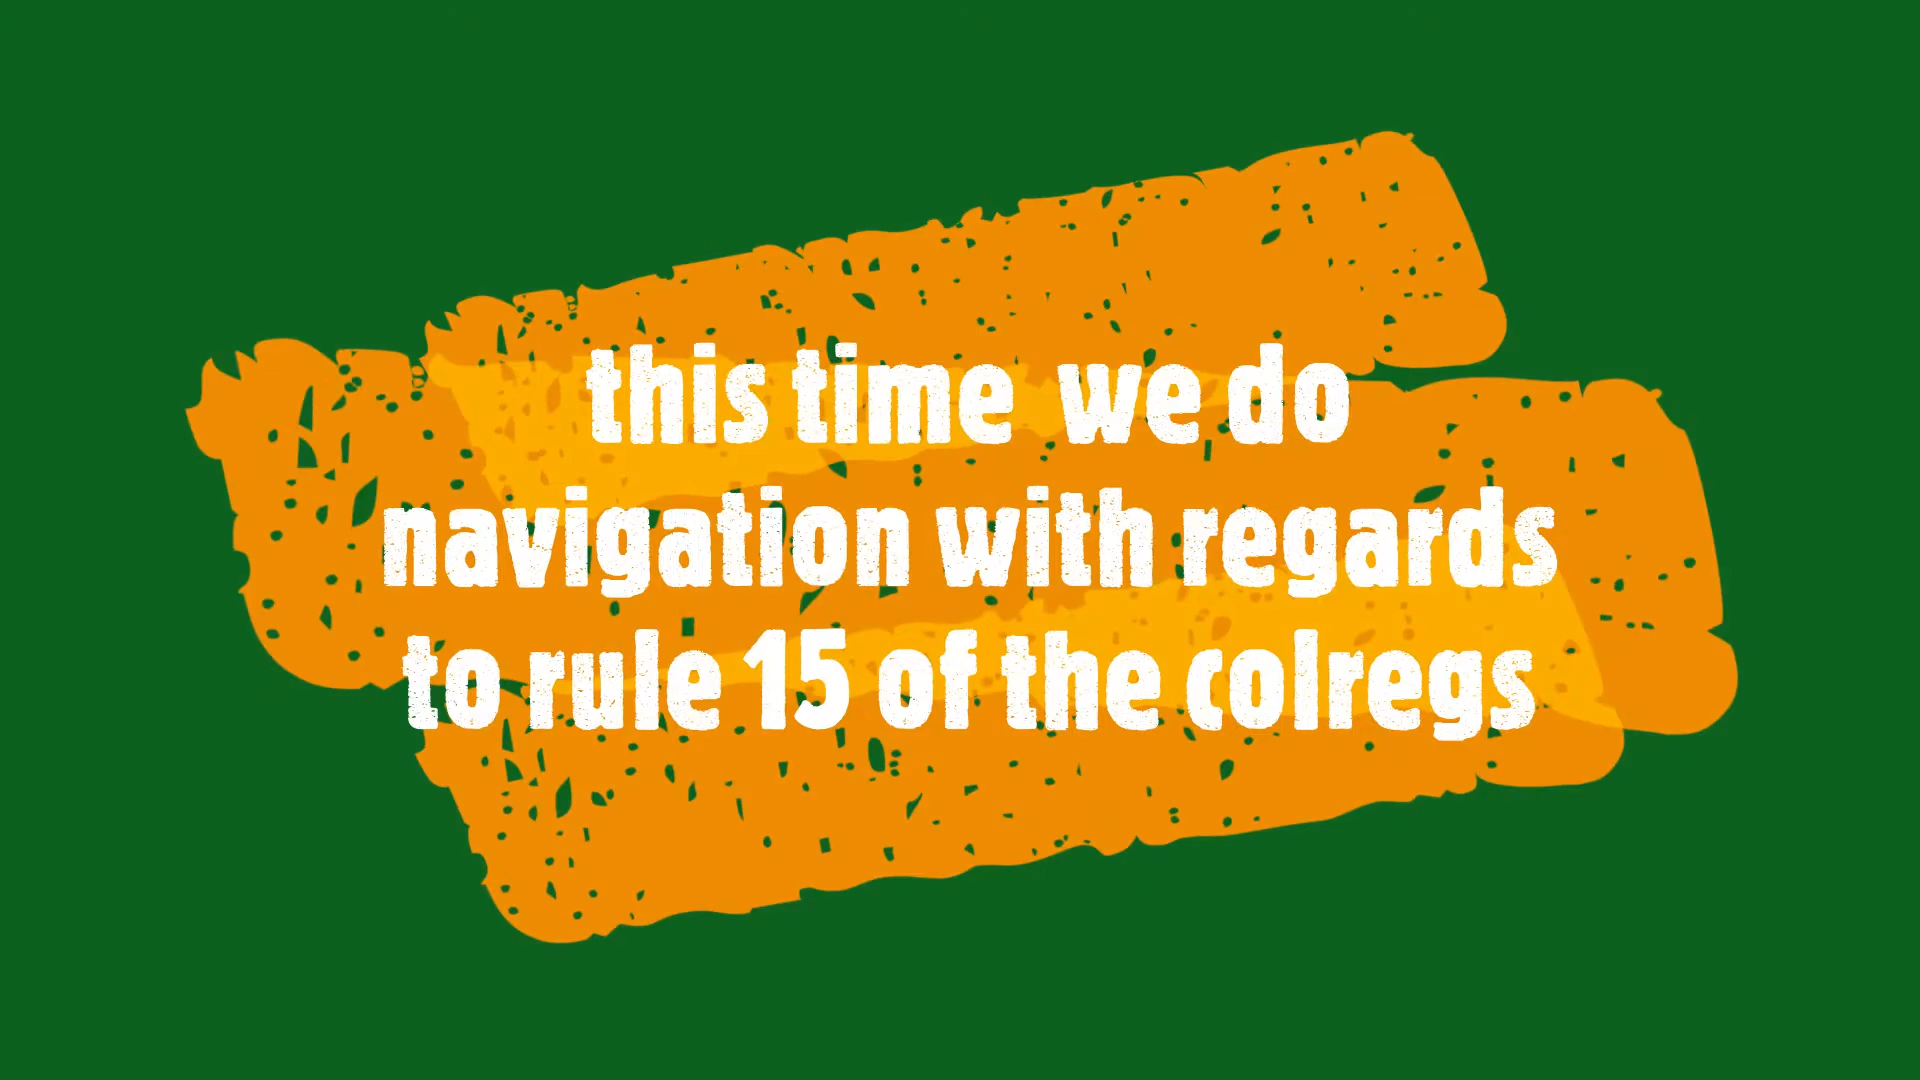 this time  we do
navigation with regards
to rule 15 of the colregs